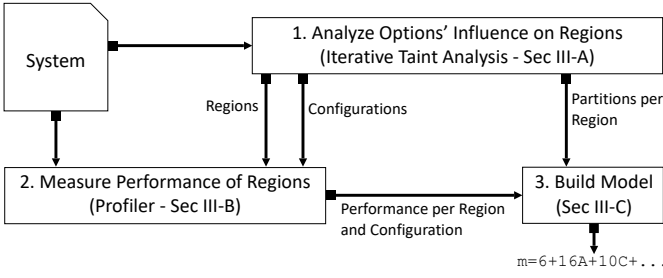 System
1. Analyze Options’ Influence on Regions
(Iterative Taint Analysis - Sec III-A)
Regions
Configurations
Partitions per
Region
2. Measure Performance of Regions
(Profiler - Sec III-B)
Performance per Region
and Configuration
3. Build Model
(Sec III-C)
m=6+16A+10C+...